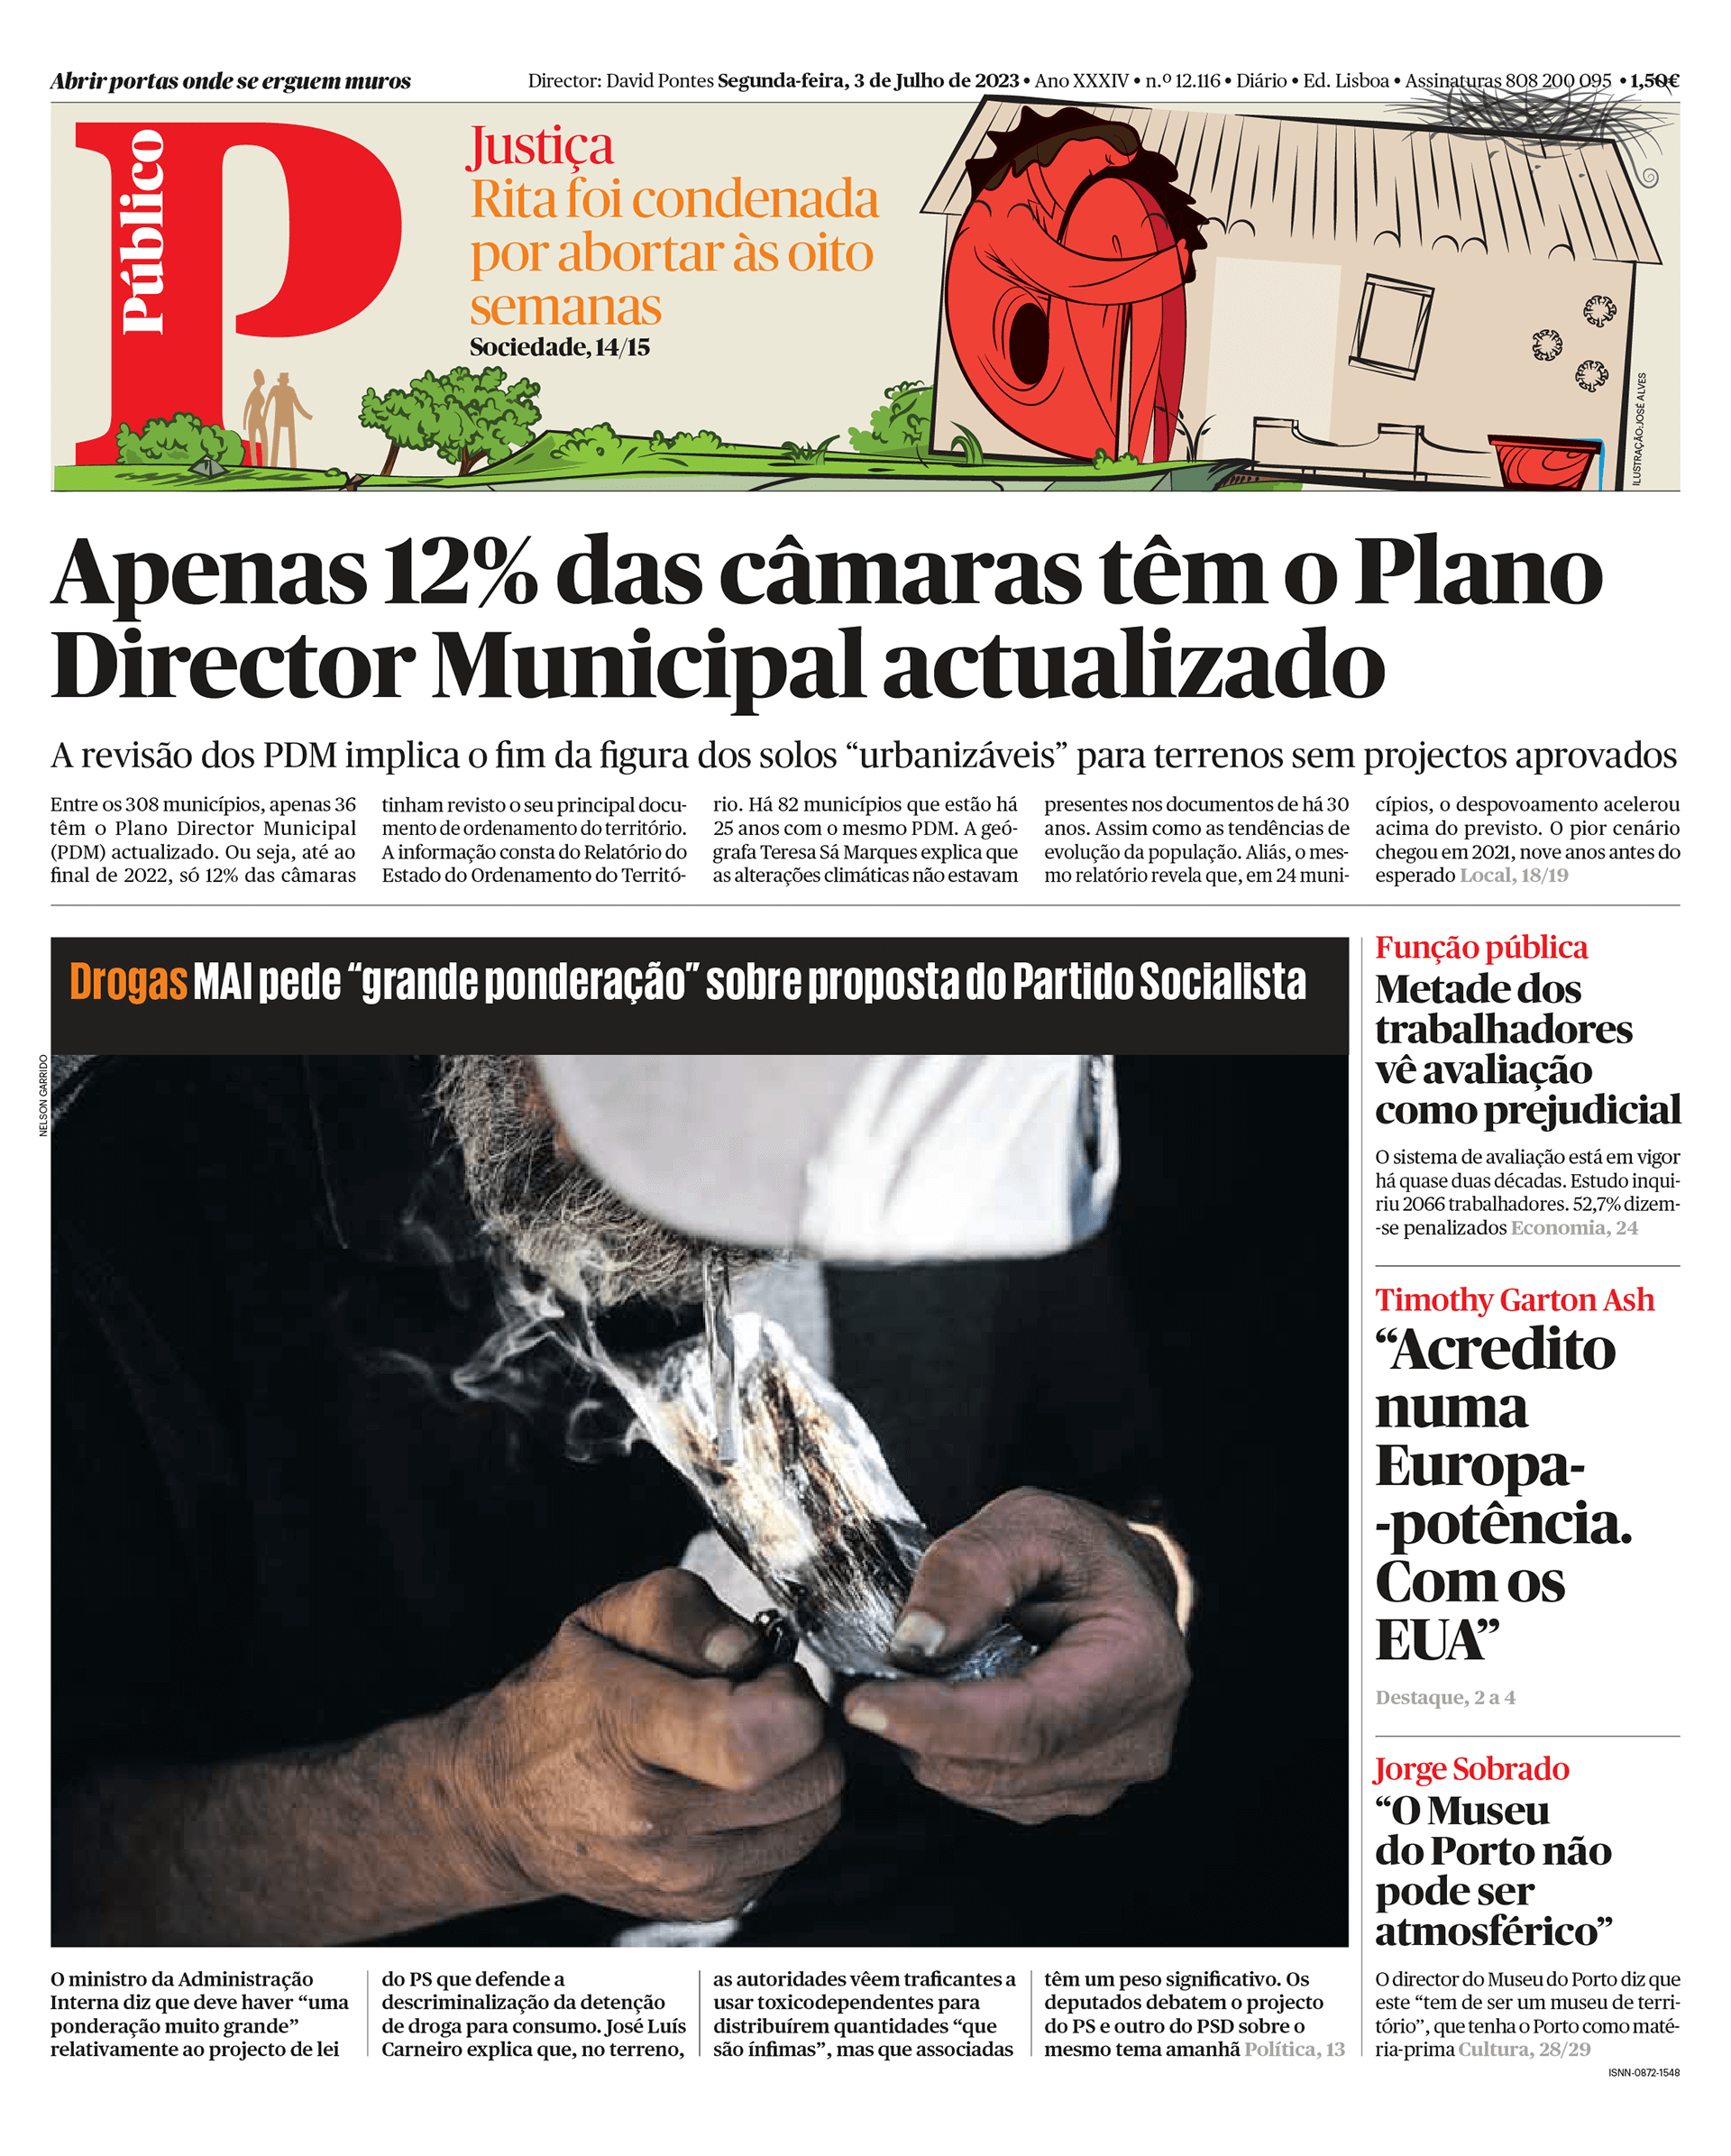 Abrir portas onde se erguem muros
Director: David Pontes Segunda-feira, 3 de Julho de 2023 • Ano XXXIV • n.º 12.116 • Diário • Ed. Lisboa • Assinaturas 808 200 095 • 1,50€
Público
Justiça
Rita foi condenada
por abortar às oito
semanas
Sociedade, 14/15
ILUSTRAÇÃO: JOSÉ ALVES
Apenas 12% das câmaras têm o Plano
Director Municipal actualizado
A revisão dos PDM implica o fim da figura dos solos “urbanizáveis” para terrenos sem projectos aprovados
Entre os 308 municípios, apenas 36
têm o Plano Director Municipal
(PDM) actualizado. Ou seja, até ao
final de 2022, só 12% das câmaras
tinham revisto o seu principal docu-
mento de ordenamento do território.
A informação consta do Relatório do
Estado do Ordenamento do Territó-
rio. Há 82 municípios que estão há
25 anos com o mesmo PDM. A geó-
grafa Teresa Sá Marques explica que
as alterações climáticas não estavam
presentes nos documentos de há 30
anos. Assim como as tendências de
evolução da população. Aliás, o mes-
mo relatório revela que, em 24 muni-
cípios, o despovoamento acelerou
acima do previsto. O pior cenário
chegou em 2021, nove anos antes do
esperado Local, 18/19
Drogas MAI pede “grande ponderação” sobre proposta do Partido Socialista
NELSON GARRIDO
O ministro da Administração
Interna diz que deve haver “uma
ponderação muito grande”
relativamente ao projecto de lei
do PS que defende a
descriminalização da detenção
de droga para consumo. José Luís
Carneiro explica que, no terreno,
as autoridades vêem traficantes a
usar toxicodependentes para
distribuírem quantidades “que
são ínfimas”, mas que associadas
têm um peso significativo. Os
deputados debatem o projecto
do PS e outro do PSD sobre o
mesmo tema amanhã Política, 13
Função pública
Metade dos
trabalhadores
vê avaliação
como prejudicial
O sistema de avaliação está em vigor
há quase duas décadas. Estudo inqui-
riu 2066 trabalhadores. 52,7% dizem-
-se penalizados Economia, 24
Timothy Garton Ash
“Acredito
numa
Europa-
-potência.
Com os
EUA”
Destaque, 2 a 4
Jorge Sobrado
“O Museu
do Porto não
pode ser
atmosférico”
O director do Museu do Porto diz que
este “tem de ser um museu de terri-
tório”, que tenha o Porto como maté-
ria-prima Cultura, 28/29
ISNN-0872-1548